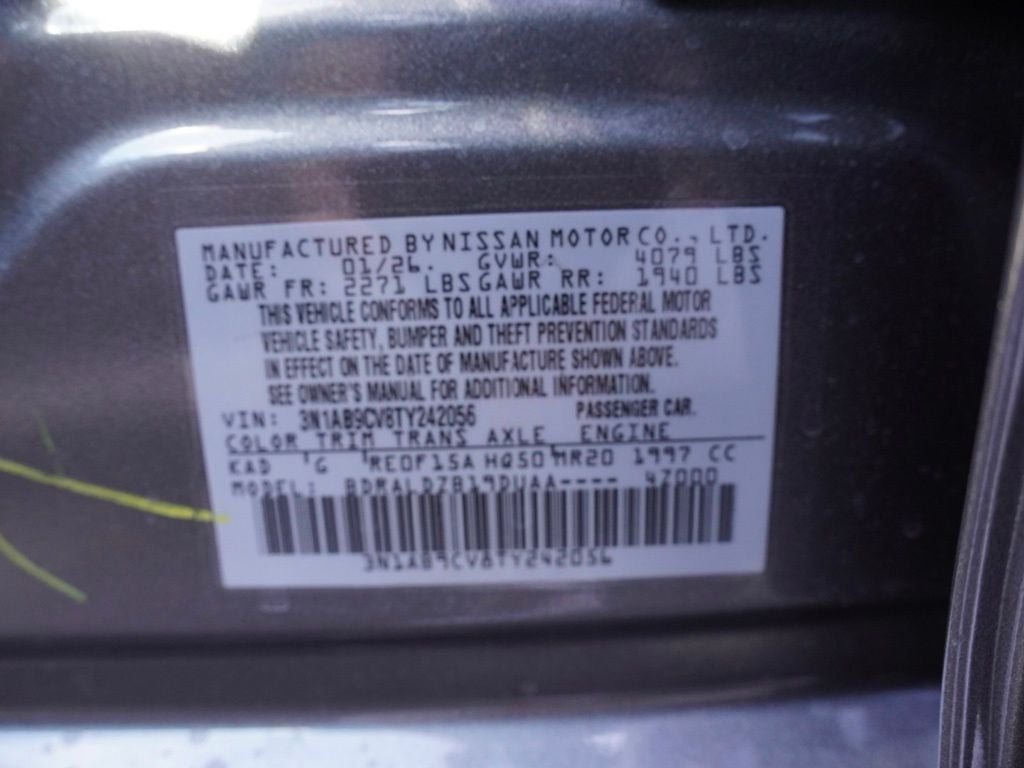 MANUFACTURED BY NISSAN MOTOR CO., LTD.
DATE: 01/26. GVWR: 4079 LBS
GAWR FR: 2271 LBS GAWR RR: 1940 LBS
THIS VEHICLE CONFORMS TO ALL APPLICABLE FEDERAL MOTOR
VEHICLE SAFETY, BUMPER AND THEFT PREVENTION STANDARDS
IN EFFECT ON THE DATE OF MANUFACTURE SHOWN ABOVE.
SEE OWNER'S MANUAL FOR ADDITIONAL INFORMATION.
VIN: 3N1AB9CV8TY242056 PASSENGER CAR.
COLOR TRIM TRANS AXLE ENGINE
KAD G RE0F15A HQ50 MR20 1997 CC
MODEL: 47000
3N1AB9CV8TY242056